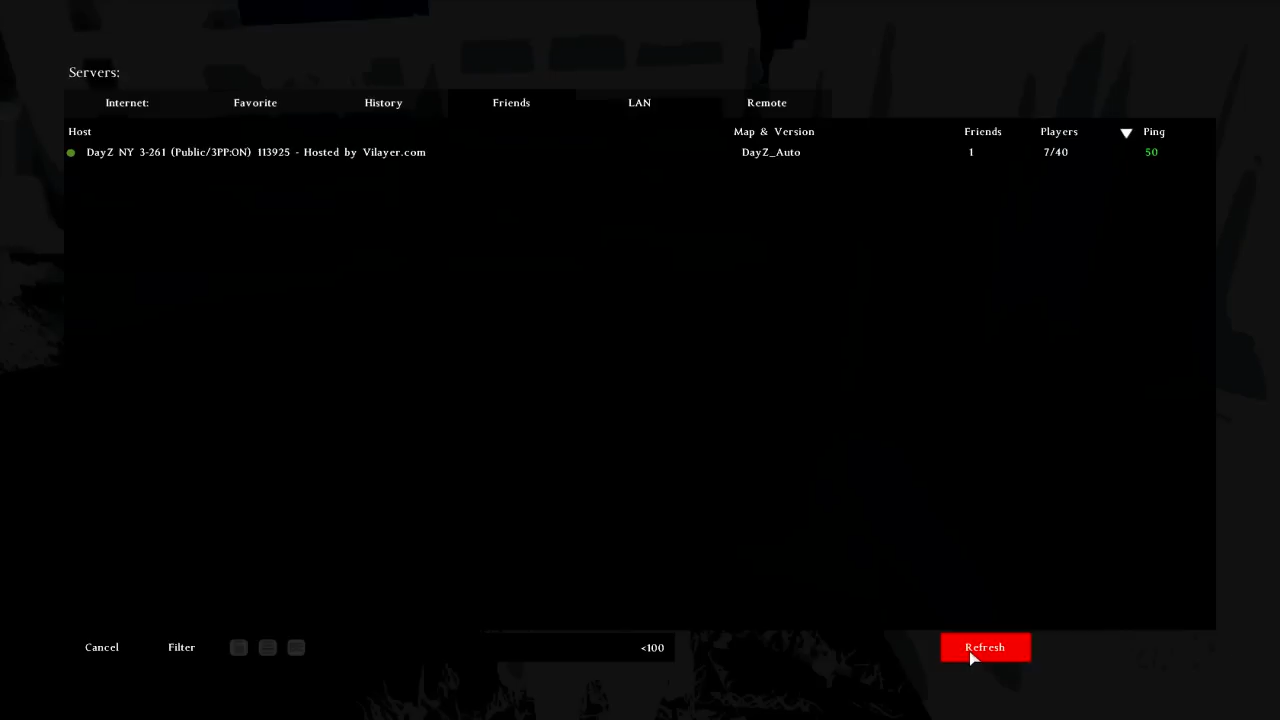 Servers:
Internet: Favorite History Friends LAN Remote
Host Map & Version Friends Players Ping
DayZ NY 3-261 (Public/3PP:ON) 113925 - Hosted by Vilayer.com DayZ_Auto 1 7/40 50
Cancel Filter <100 Refresh